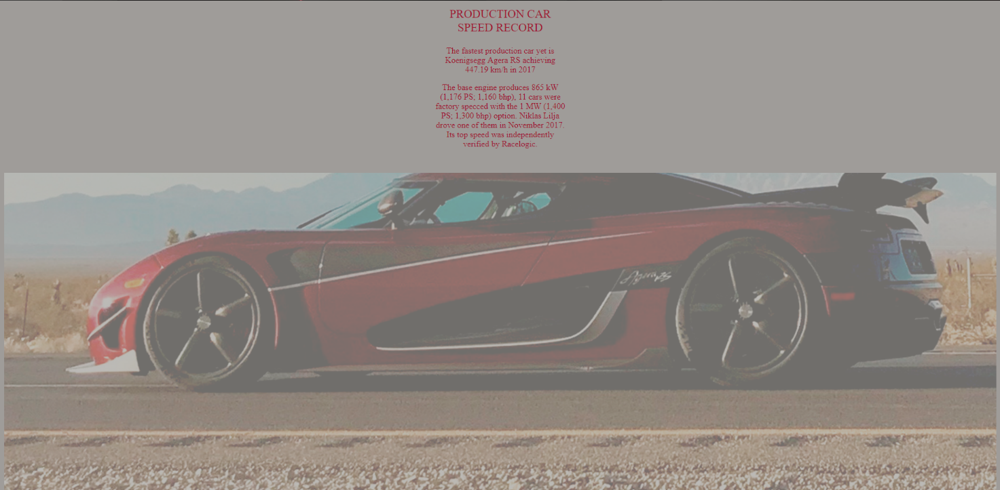 PRODUCTION CAR
SPEED RECORD
The fastest production car yet is
Koenigsegg Agera RS achieving
447.19 km/h in 2017
The base engine produces 865 kW
(1,176 PS; 1,160 bhp), 11 cars were
factory specced with the 1 MW (1,400
PS; 1,300 bhp) option. Niklas Lilja
drove one of them in November 2017.
Its top speed was independently
verified by Racelogic.
Agera RS